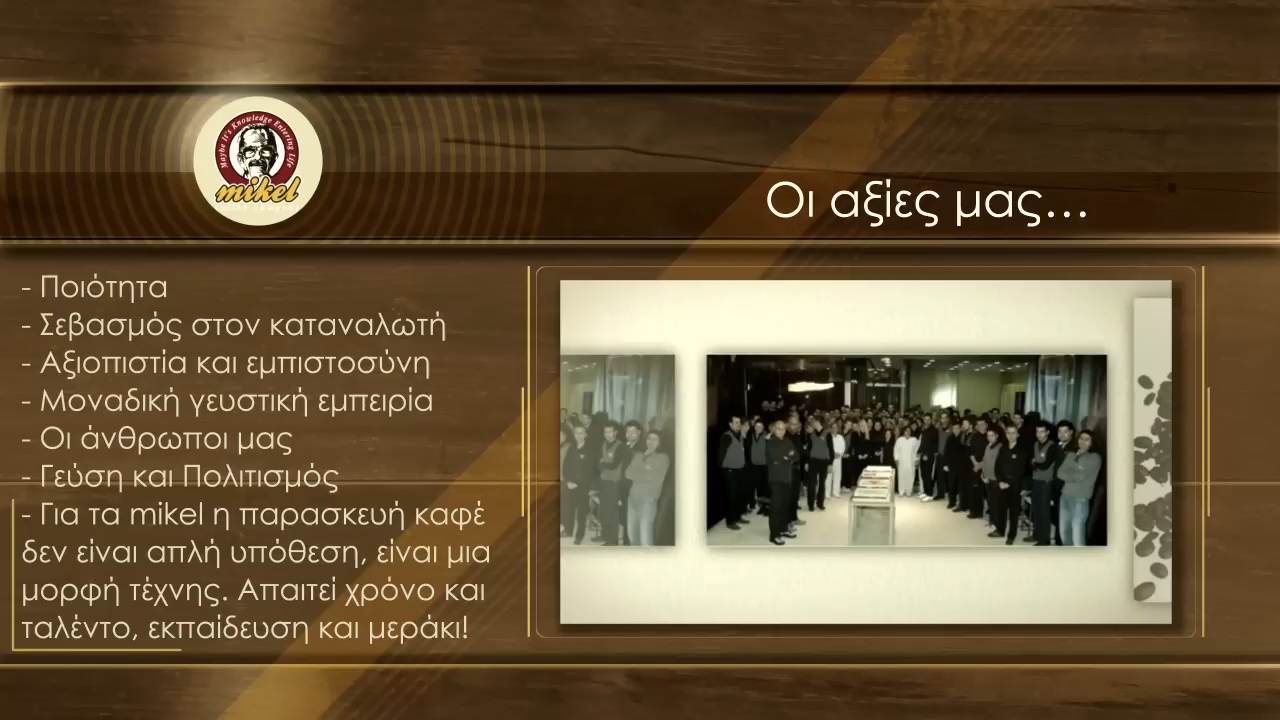 Maybe It's Knowledge Entering Life
mikel
Οι αξίες μας...
- Ποιότητα
- Σεβασμός στον καταναλωτή
- Αξιοπιστία και εμπιστοσύνη
- Μοναδική γευστική εμπειρία
- Οι άνθρωποι μας
- Γεύση και Πολιτισμός
- Για τα mikel η παρασκευή καφέ
δεν είναι απλή υπόθεση, είναι μια
μορφή τέχνης. Απαιτεί χρόνο και
ταλέντο, εκπαίδευση και μεράκι!